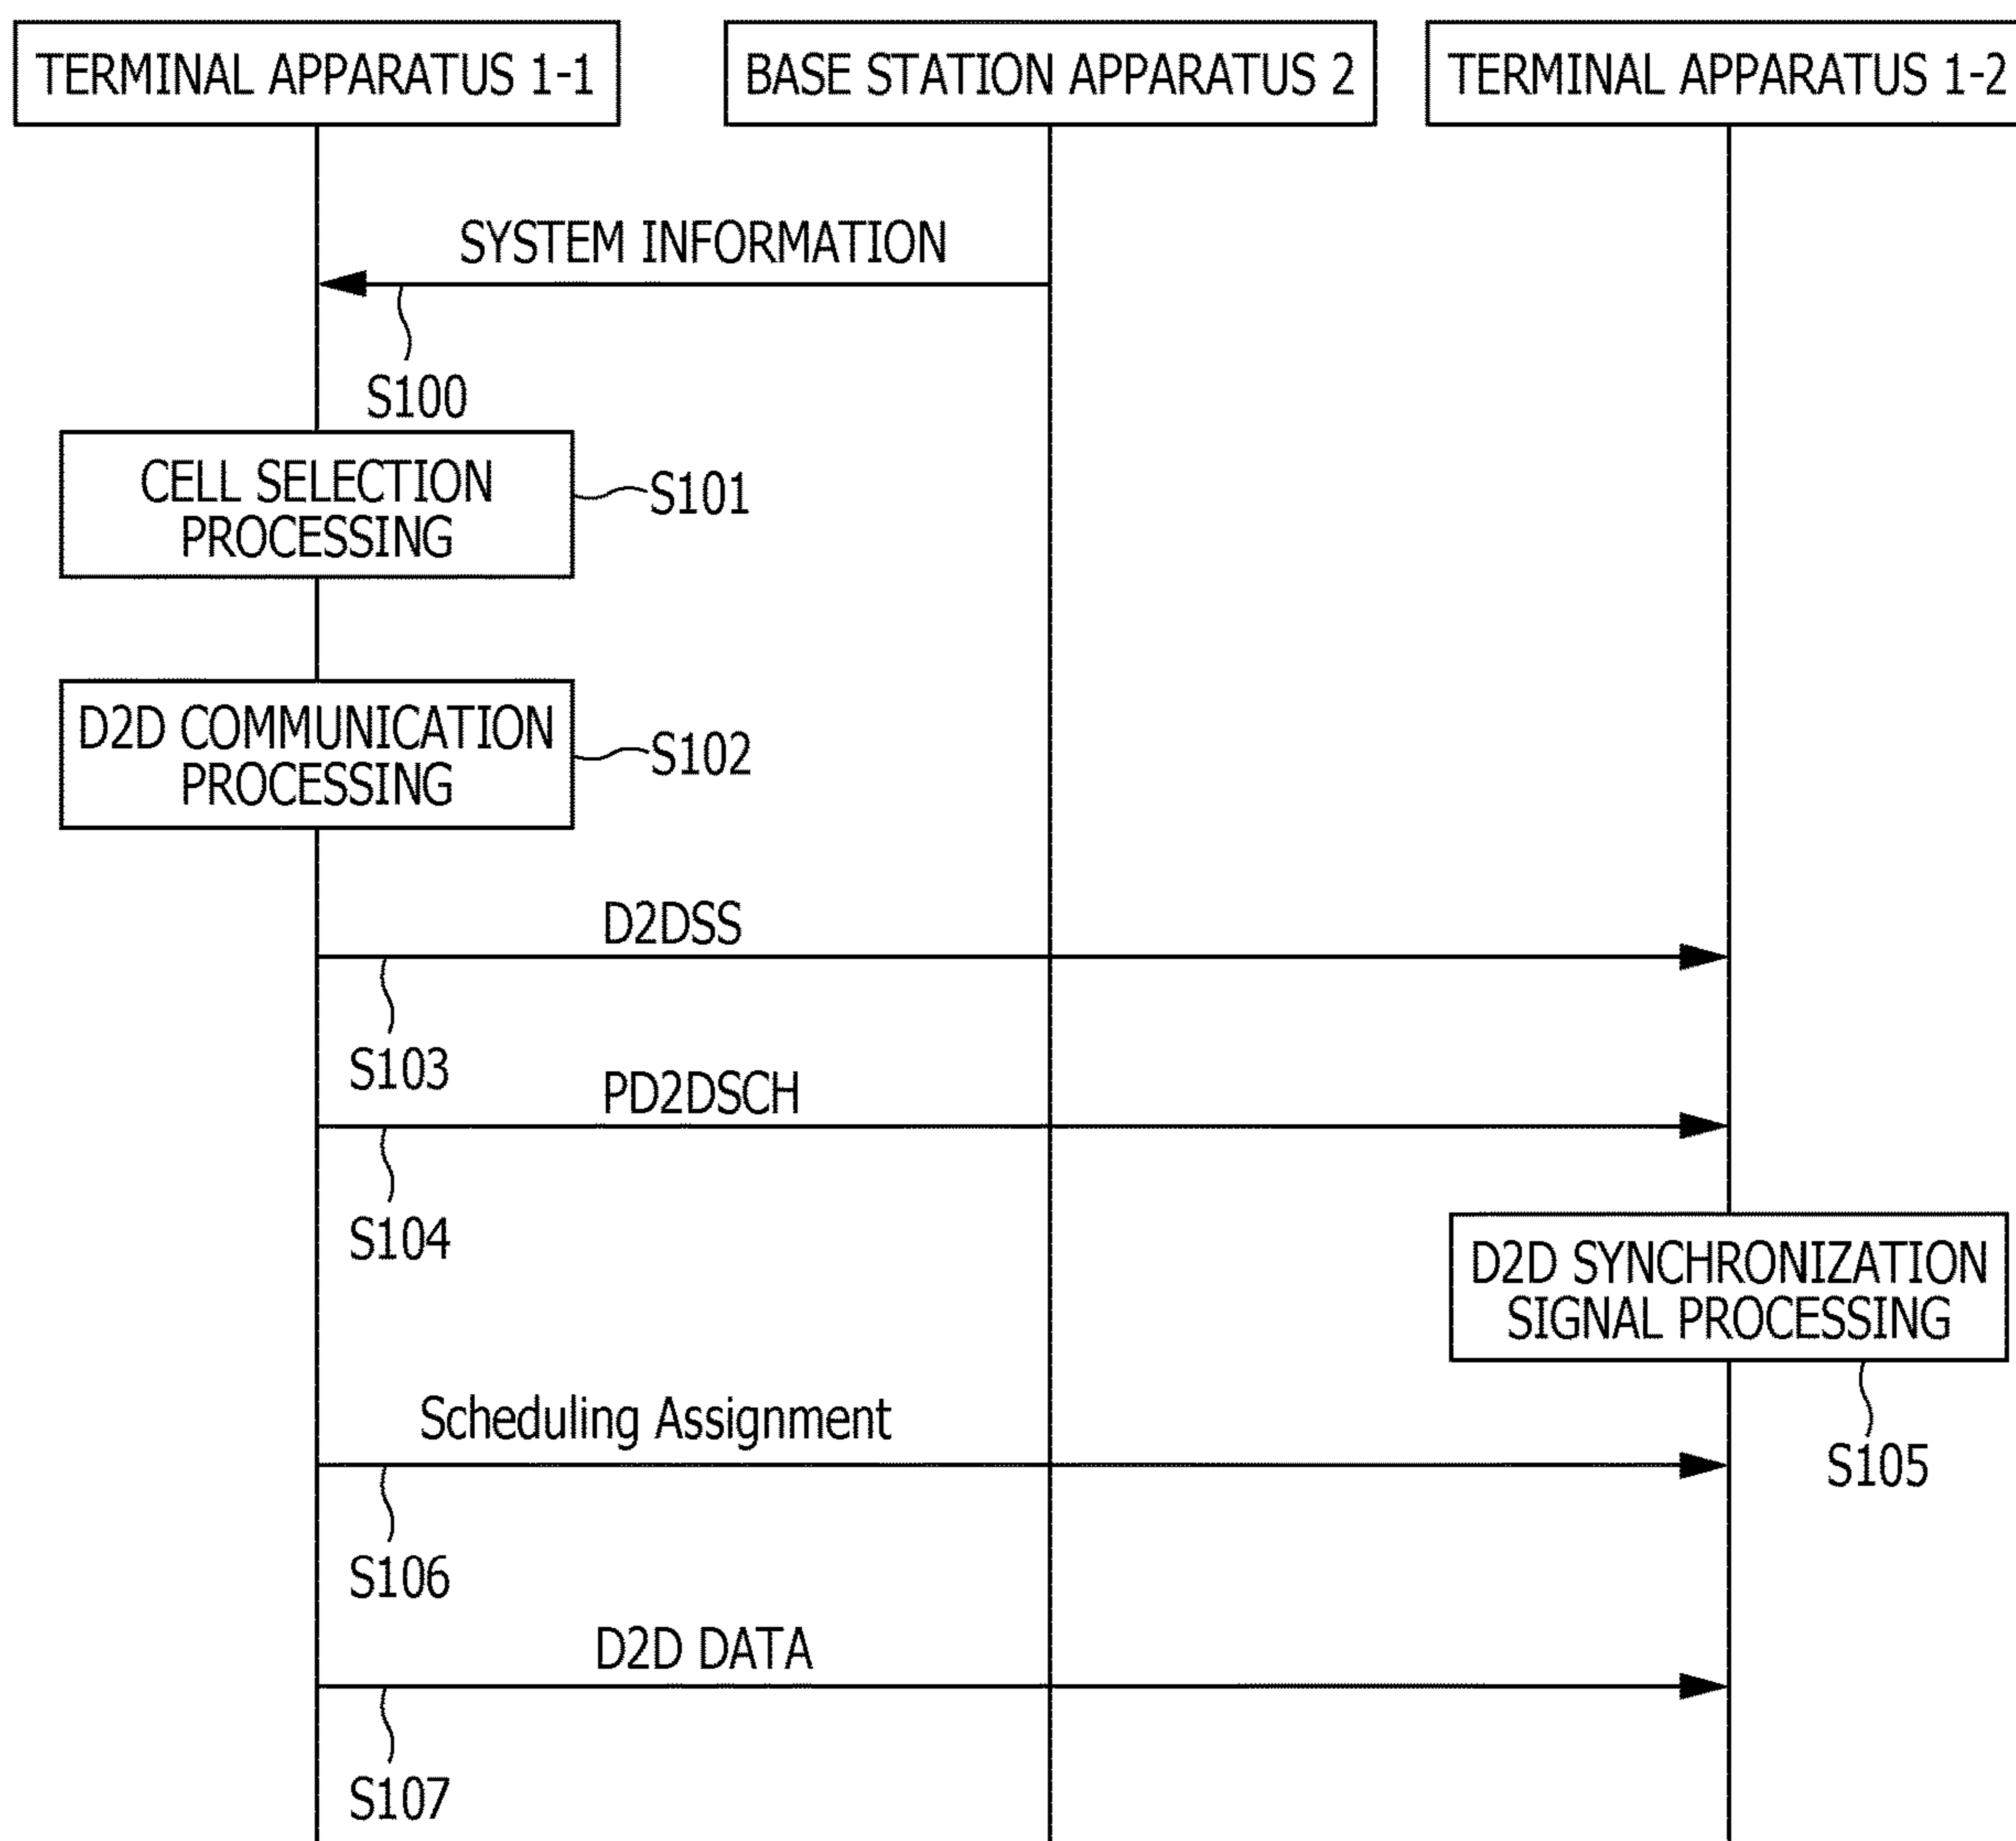 TERMINAL APPARATUS 1-1
BASE STATION APPARATUS 2
TERMINAL APPARATUS 1-2
SYSTEM INFORMATION
S100
CELL SELECTION
PROCESSING
S101
D2D COMMUNICATION
PROCESSING
S102
D2DSS
S103
PD2DSCH
S104
D2D SYNCHRONIZATION
SIGNAL PROCESSING
S105
Scheduling Assignment
S106
D2D DATA
S107